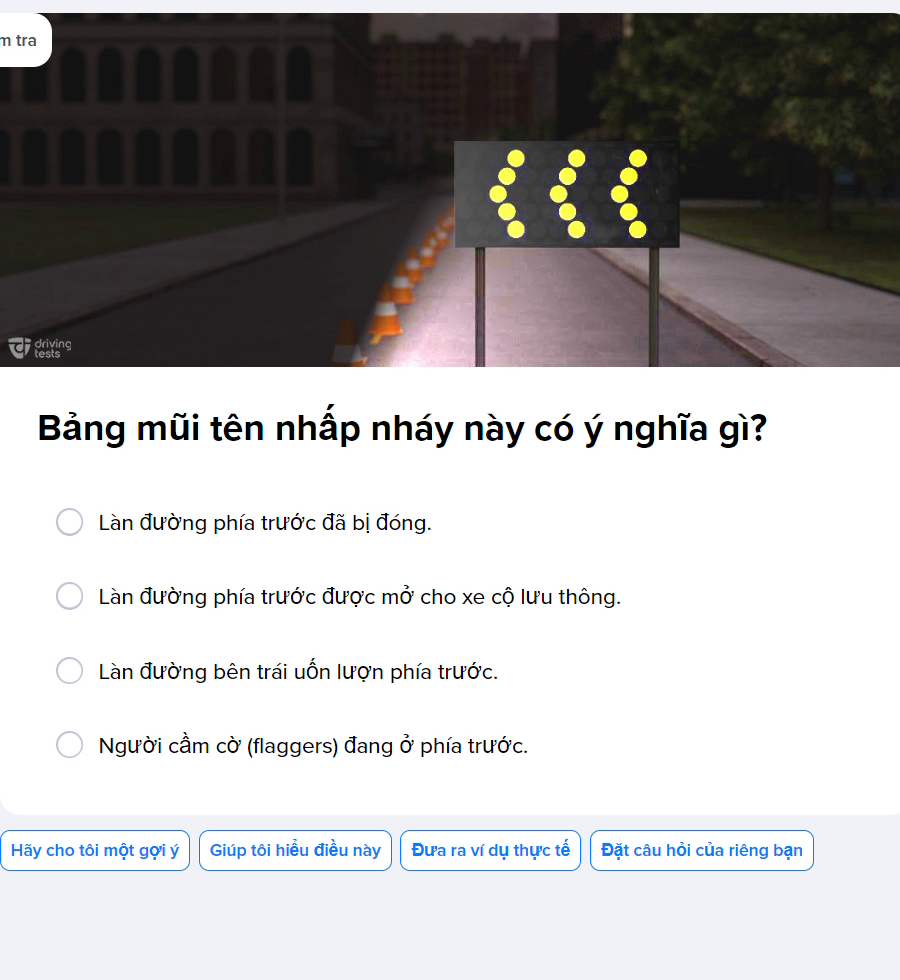 m tra
driving
tests
Bảng mũi tên nhấp nháy này có ý nghĩa gì?
Làn đường phía trước đã bị đóng.
Làn đường phía trước được mở cho xe cộ lưu thông.
Làn đường bên trái uốn lượn phía trước.
Người cầm cờ (flaggers) đang ở phía trước.
Hãy cho tôi một gợi ý
Giúp tôi hiểu điều này
Đưa ra ví dụ thực tế
Đặt câu hỏi của riêng bạn